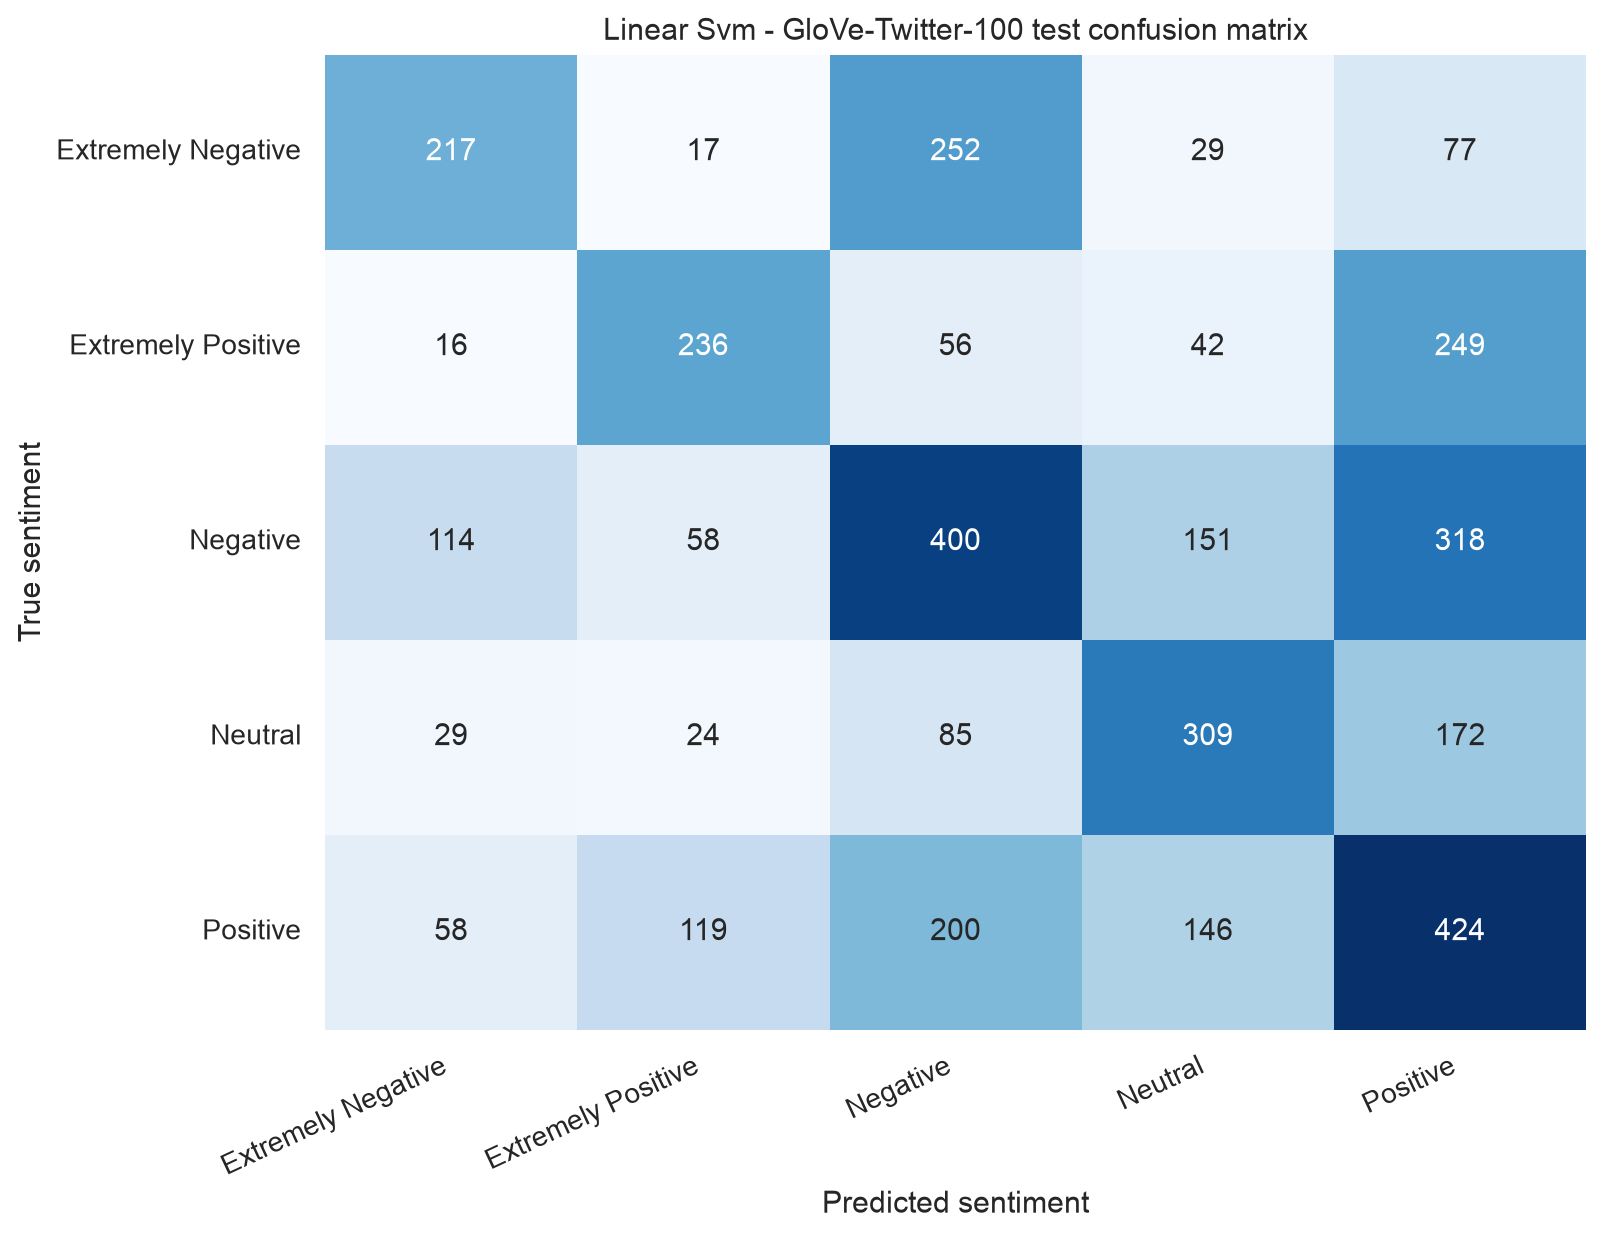 Linear Svm - GloVe-Twitter-100 test confusion matrix
True sentiment
Extremely Negative 217 17 252 29 77
Extremely Positive 16 236 56 42 249
Negative 114 58 400 151 318
Neutral 29 24 85 309 172
Positive 58 119 200 146 424
Extremely Negative Extremely Positive Negative Neutral Positive
Predicted sentiment